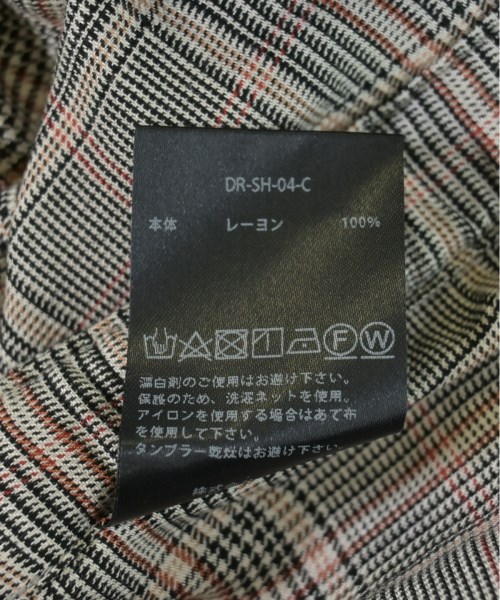 DR-SH-04-C
本体 レーヨン 100%
F W
漂白剤のご使用はお避け下さい。
保護のため、洗濯ネットを使用。
アイロンを使用する場合はあて布
を使用して下さい。
タンブラー乾燥はお避け下さい。
株式